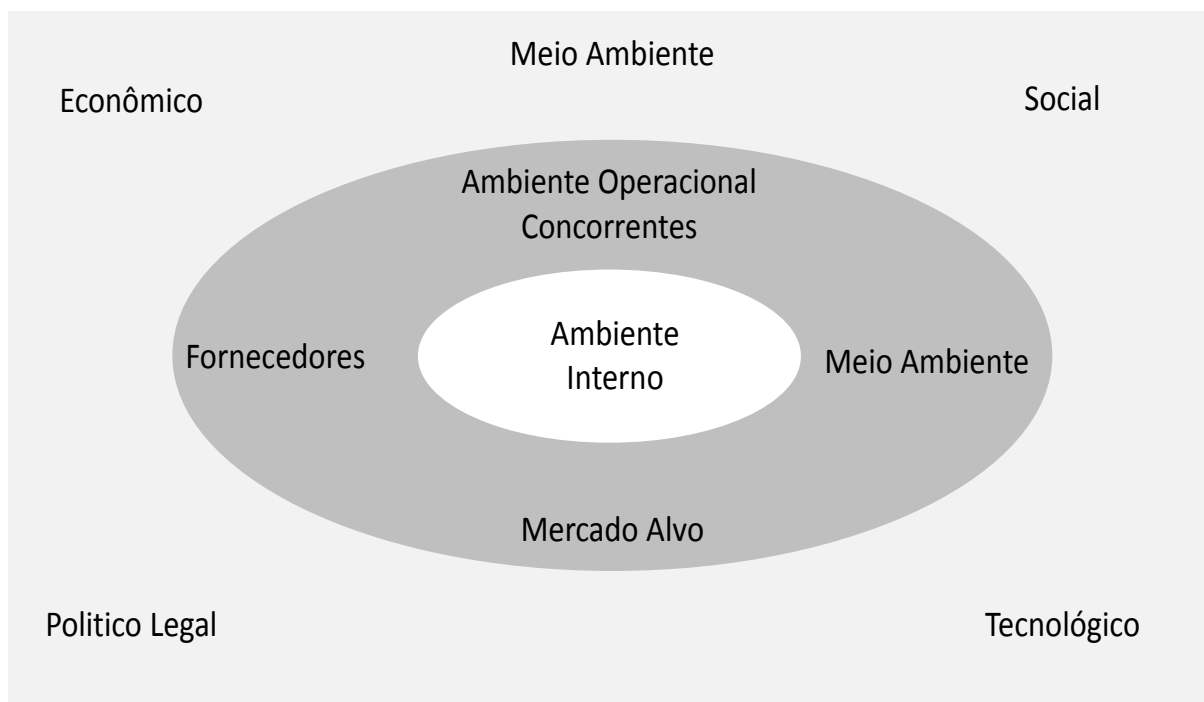 Meio Ambiente
Econômico
Social
Ambiente Operacional
Concorrentes
Ambiente
Interno
Fornecedores
Meio Ambiente
Mercado Alvo
Politico Legal
Tecnológico